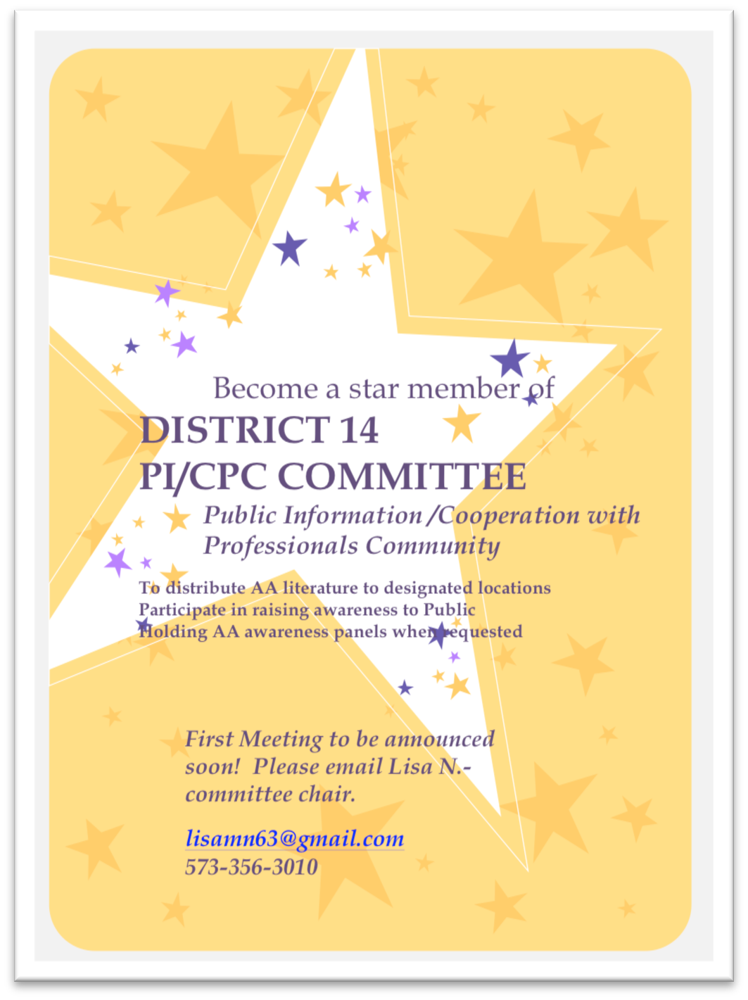 Become a star member of
DISTRICT 14
PI/CPC COMMITTEE
Public Information /Cooperation with
Professionals Community
To distribute AA literature to designated locations
Participate in raising awareness to Public
Holding AA awareness panels when requested
First Meeting to be announced
soon!  Please email Lisa N.-
committee chair.
lisamn63@gmail.com
573-356-3010